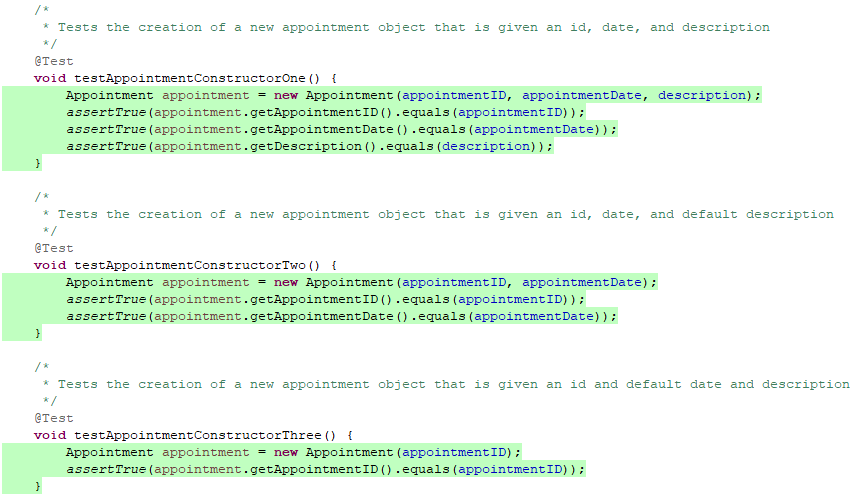 /*
 * Tests the creation of a new appointment object that is given an id, date, and description
 */
@Test
void testAppointmentConstructorOne() {
    Appointment appointment = new Appointment(appointmentID, appointmentDate, description);
    assertTrue(appointment.getAppointmentID().equals(appointmentID));
    assertTrue(appointment.getAppointmentDate().equals(appointmentDate));
    assertTrue(appointment.getDescription().equals(description));
}
/*
 * Tests the creation of a new appointment object that is given an id, date, and default description
 */
@Test
void testAppointmentConstructorTwo() {
    Appointment appointment = new Appointment(appointmentID, appointmentDate);
    assertTrue(appointment.getAppointmentID().equals(appointmentID));
    assertTrue(appointment.getAppointmentDate().equals(appointmentDate));
}
/*
 * Tests the creation of a new appointment object that is given an id and default date and description
 */
@Test
void testAppointmentConstructorThree() {
    Appointment appointment = new Appointment(appointmentID);
    assertTrue(appointment.getAppointmentID().equals(appointmentID));
}